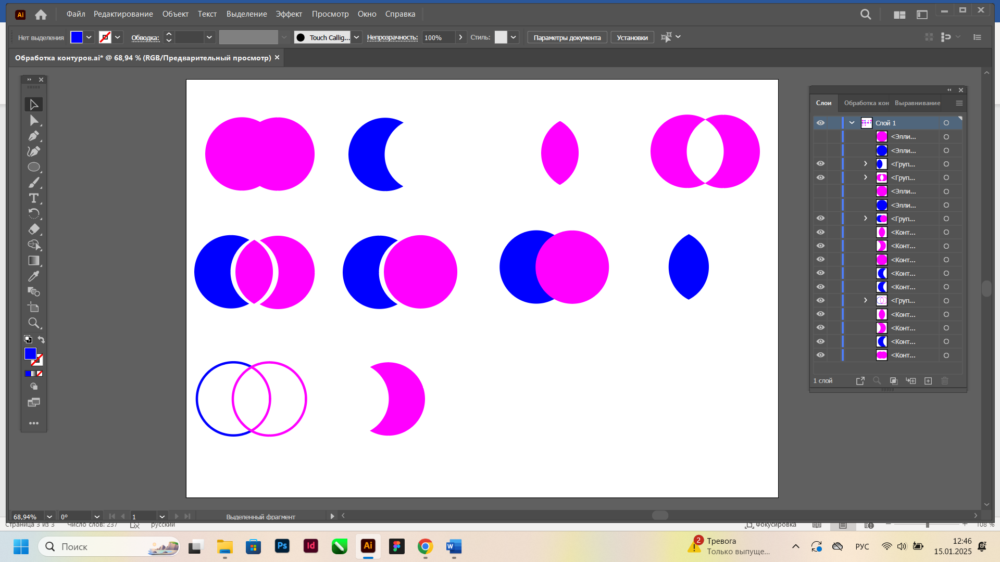 Ai Файл Редактирование Объект Текст Выделение Эффект Просмотр Окно Справка
Нет выделения Обводка: Touch Callig... Непрозрачность: 100% Стиль: Параметры документа Установки
Обработка контуров.ai* @ 68,94 % (RGB/Предварительный просмотр)
Слои Обработка кон Выравнивание
Слой 1
<Элли...
<Элли...
<Груп...
<Груп...
<Элли...
<Элли...
<Груп...
<Конт...
<Конт...
<Конт...
<Конт...
<Конт...
<Груп...
<Конт...
<Конт...
<Конт...
<Конт...
1 слой
68,94% 0° 1 Выделенный фрагмент
Страница 3 из 3 Число слов: 237 русский Фокусировка 108 %
Поиск Ps Id Ai W 2 Тревога
Только выпуще... РУС 12:46
15.01.2025